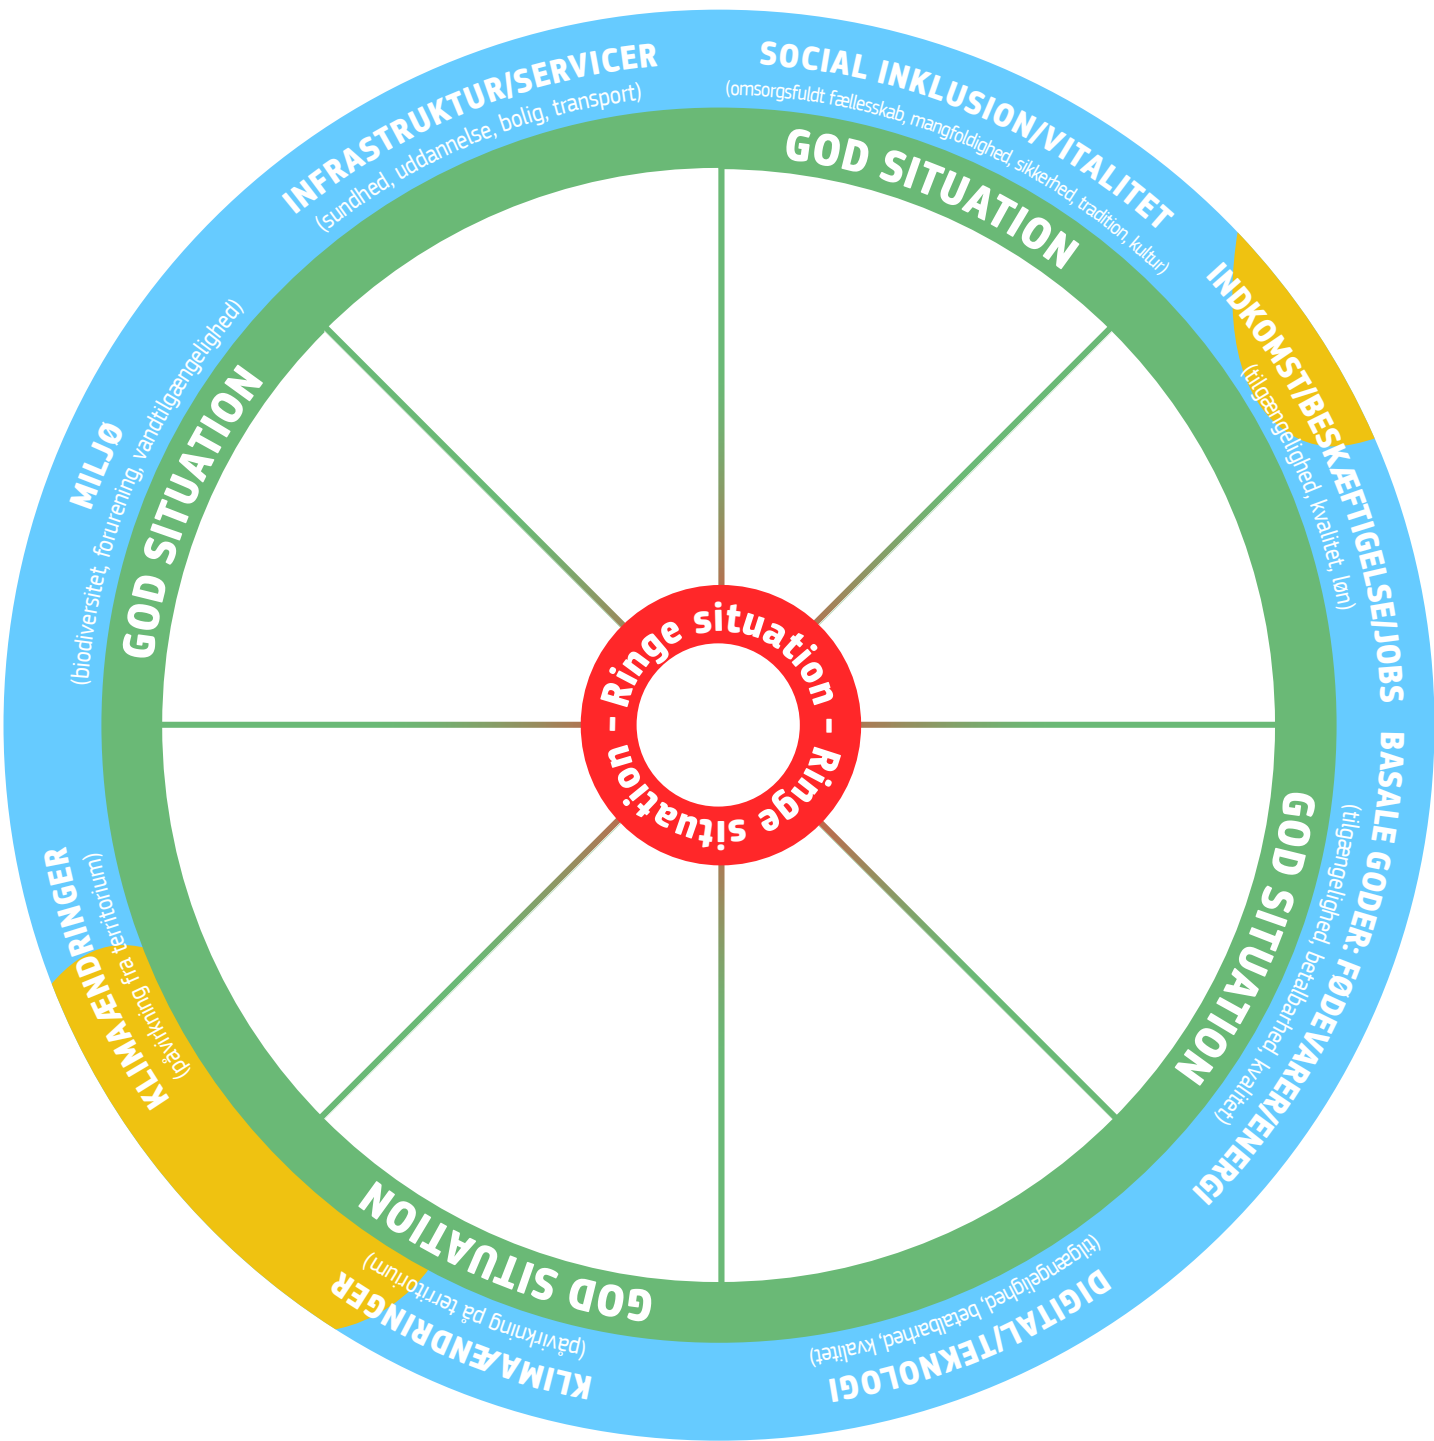 SOCIAL INKLUSION/VITALITET
(omsorgsfuldt fællesskab, mangfoldighed, sikkerhed, tradition, kultur)
GOD SITUATION
INDKOMST/BESKÆFTIGELSE/JOBS
(tilgængelighed, kvalitet, løn)
BASALE GODER: FØDEVARER/ENERGI
(tilgængelighed, betalbarhed, kvalitet)
GOD SITUATION
DIGITAL/TEKNOLOGI
(tilgængelighed, betalbarhed, kvalitet)
KLIMAÆNDRINGER
(påvirkning på territorium)
GOD SITUATION
KLIMAÆNDRINGER
(påvirkning fra territorium)
MILJØ
(biodiversitet, forurening, vandtilgængelighed)
GOD SITUATION
INFRASTRUKTUR/SERVICER
(sundhed, uddannelse, bolig, transport)
Ringe situation - Ringe situation -